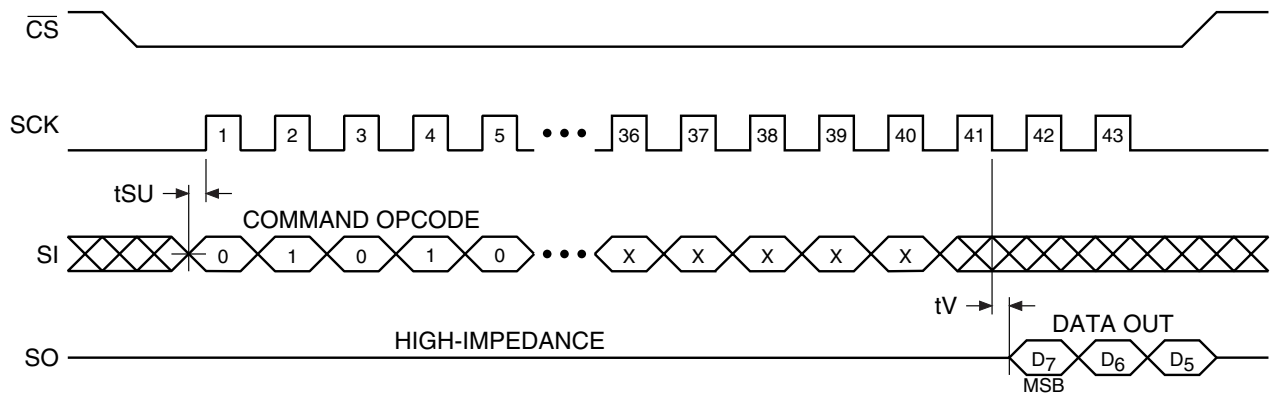 CS
SCK 1 2 3 4 5 ••• 36 37 38 39 40 41 42 43
tSU
COMMAND OPCODE
SI 0 1 0 1 0 ••• X X X X X
tV
DATA OUT
HIGH-IMPEDANCE
SO D7 D6 D5
MSB